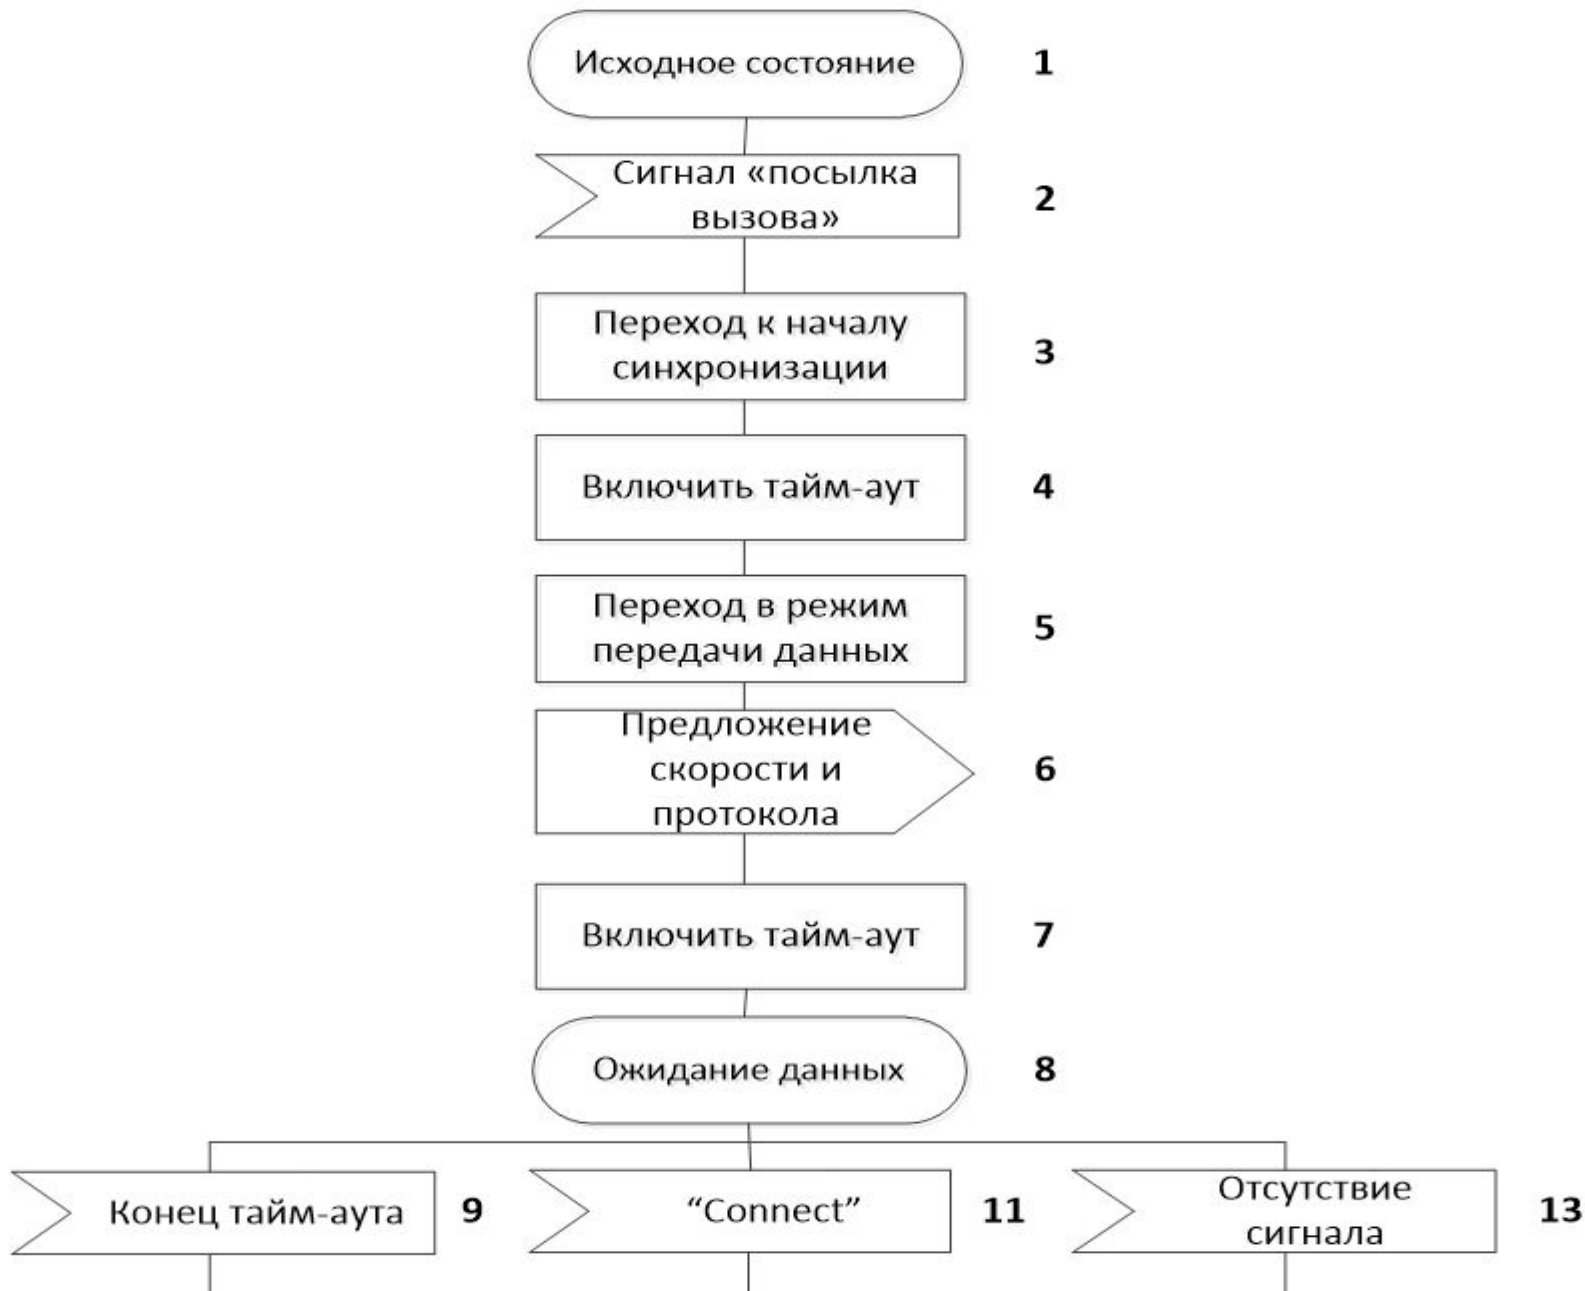 Исходное состояние
1
Сигнал «посылка
вызова»
2
Переход к началу
синхронизации
3
Включить тайм-аут
4
Переход в режим
передачи данных
5
Предложение
скорости и
протокола
6
Включить тайм-аут
7
Ожидание данных
8
Конец тайм-аута
9
“Connect”
11
Отсутствие
сигнала
13